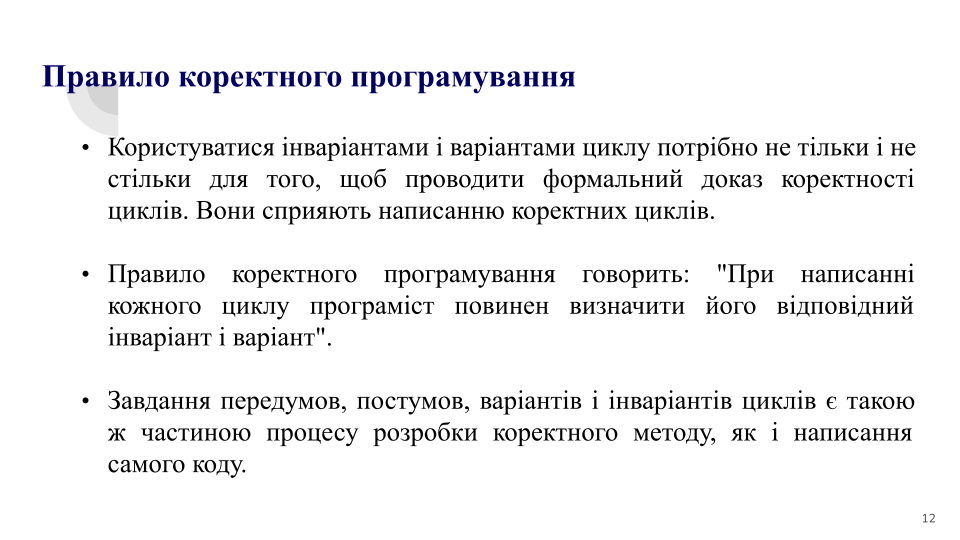 Правило коректного програмування
• Користуватися інваріантами і варіантами циклу потрібно не тільки і не
стільки для того, щоб проводити формальний доказ коректності
циклів. Вони сприяють написанню коректних циклів.
• Правило коректного програмування говорить: "При написанні
кожного циклу програміст повинен визначити його відповідний
інваріант і варіант".
• Завдання передумов, постумов, варіантів і інваріантів циклів є такою
ж частиною процесу розробки коректного методу, як і написання
самого коду.
12